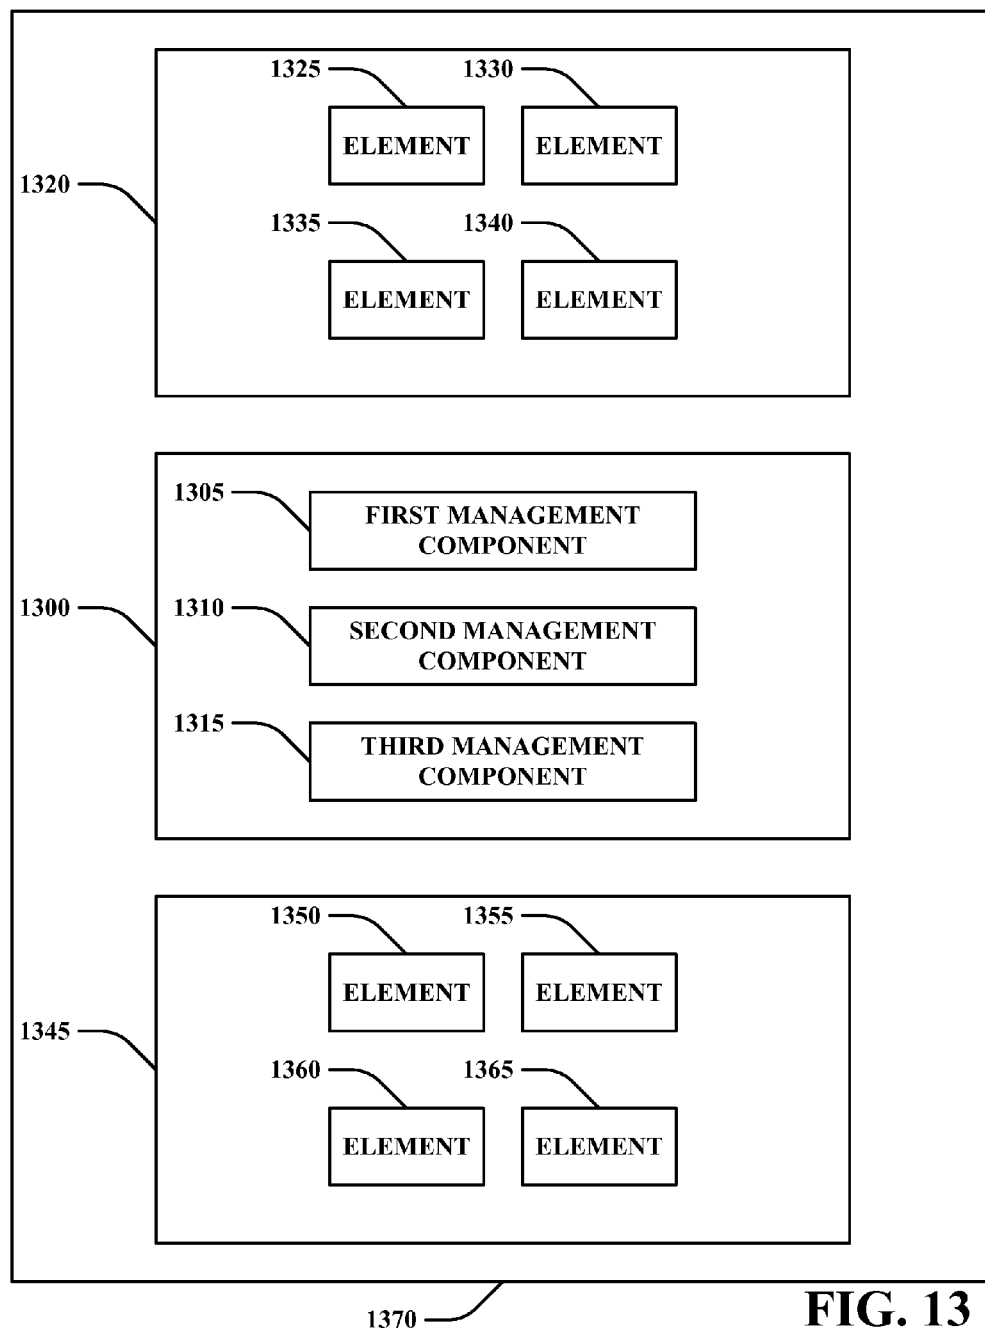 1325 1330
ELEMENT ELEMENT
1320
1335 1340
ELEMENT ELEMENT
1305
FIRST MANAGEMENT
COMPONENT
1300 1310
SECOND MANAGEMENT
COMPONENT
1315
THIRD MANAGEMENT
COMPONENT
1350 1355
ELEMENT ELEMENT
1345
1360 1365
ELEMENT ELEMENT
1370
FIG. 13